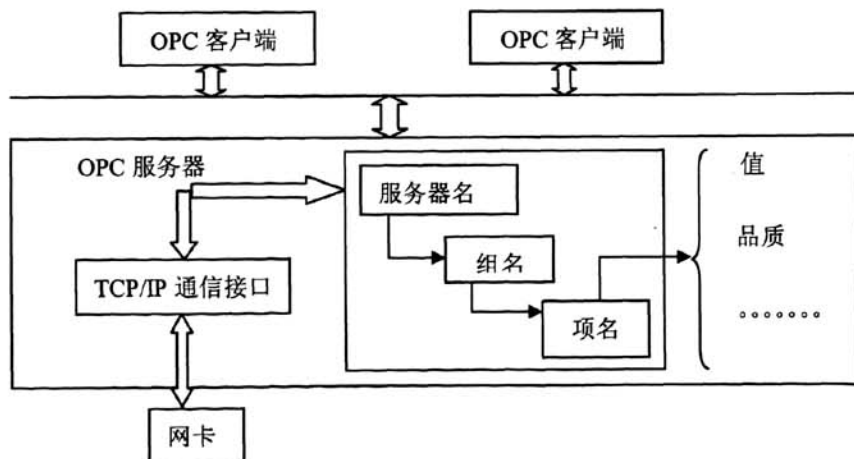 OPC 客户端
OPC 客户端
OPC 服务器
服务器名
组名
项名
TCP/IP 通信接口
网卡
值
品质
。。。。。。。